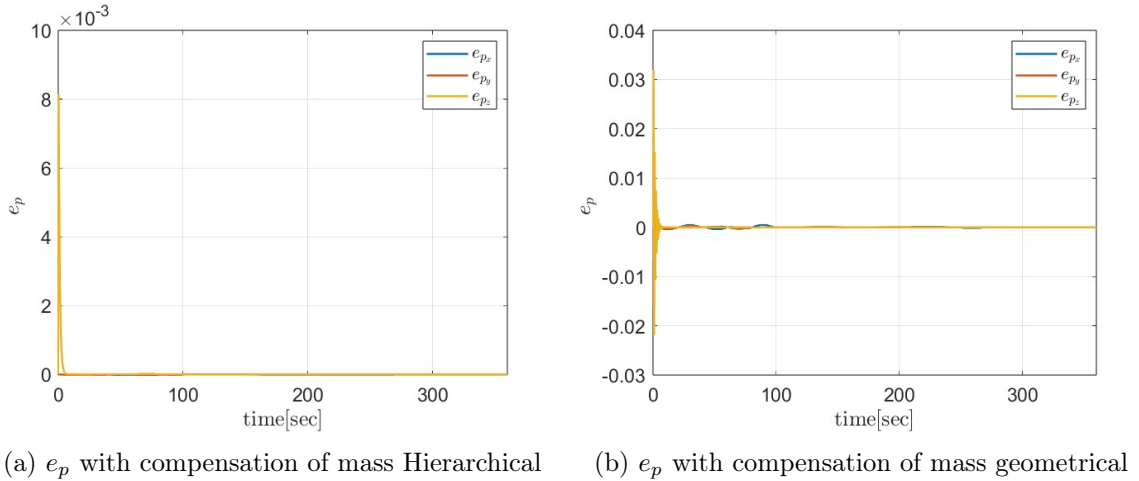 ×10⁻³
10
8
6
4
2
0
0 100 200 300
e_p
time[sec]
e_{p_x}
e_{p_y}
e_{p_z}
(a) e_p with compensation of mass Hierarchical
0.04
0.03
0.02
0.01
0
-0.01
-0.02
-0.03
0 100 200 300
e_p
time[sec]
e_{p_x}
e_{p_y}
e_{p_z}
(b) e_p with compensation of mass geometrical